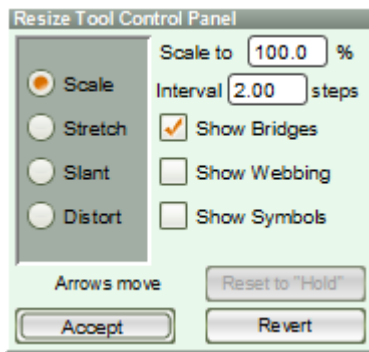 Resize Tool Control Panel
Scale to 100.0 %
Scale
Interval 2.00 steps
Stretch
Show Bridges
Slant
Show Webbing
Distort
Show Symbols
Arrows move
Reset to "Hold"
Accept
Revert